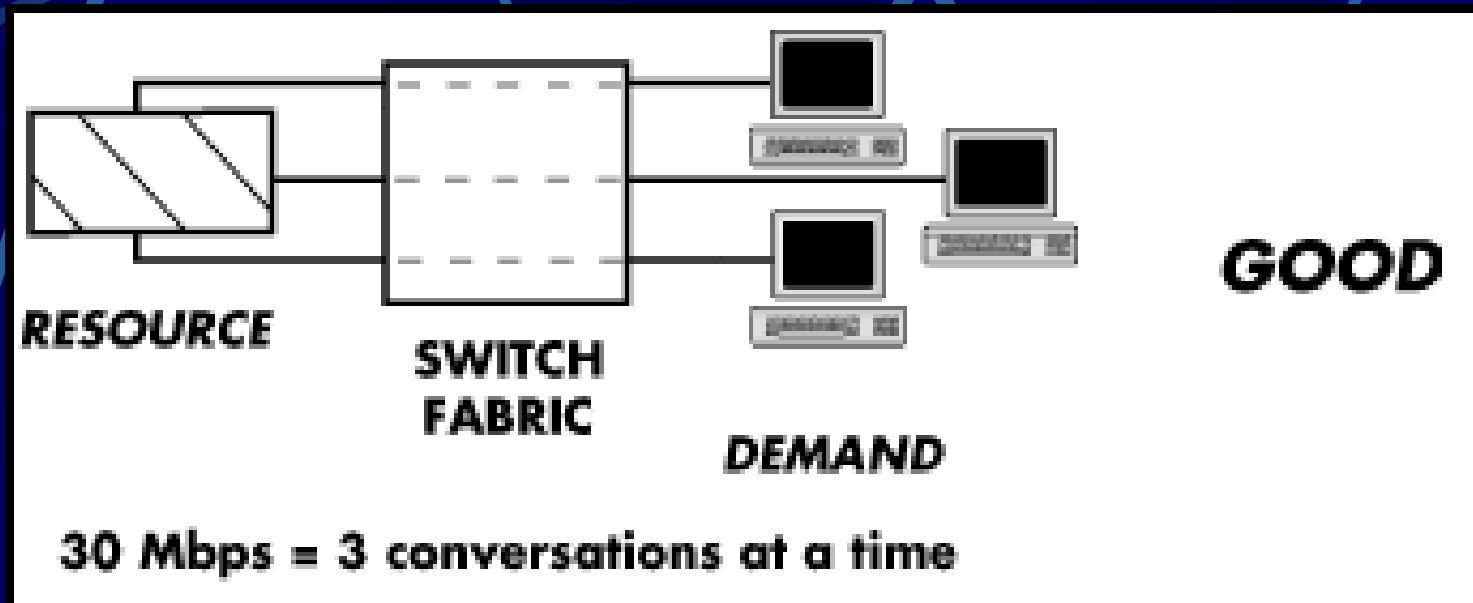 GOOD
RESOURCE
SWITCH
FABRIC
DEMAND
30 Mbps = 3 conversations at a time